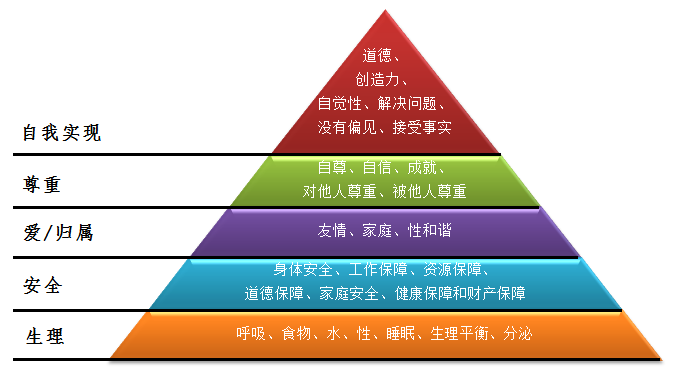 道德、
创造力、
自觉性、解决问题、
没有偏见、接受事实
自我实现
自尊、自信、成就、
对他人尊重、被他人尊重
尊重
友情、家庭、性和谐
爱/归属
身体安全、工作保障、资源保障、
道德保障、家庭安全、健康保障和财产保障
安全
呼吸、食物、水、性、睡眠、生理平衡、分泌
生理